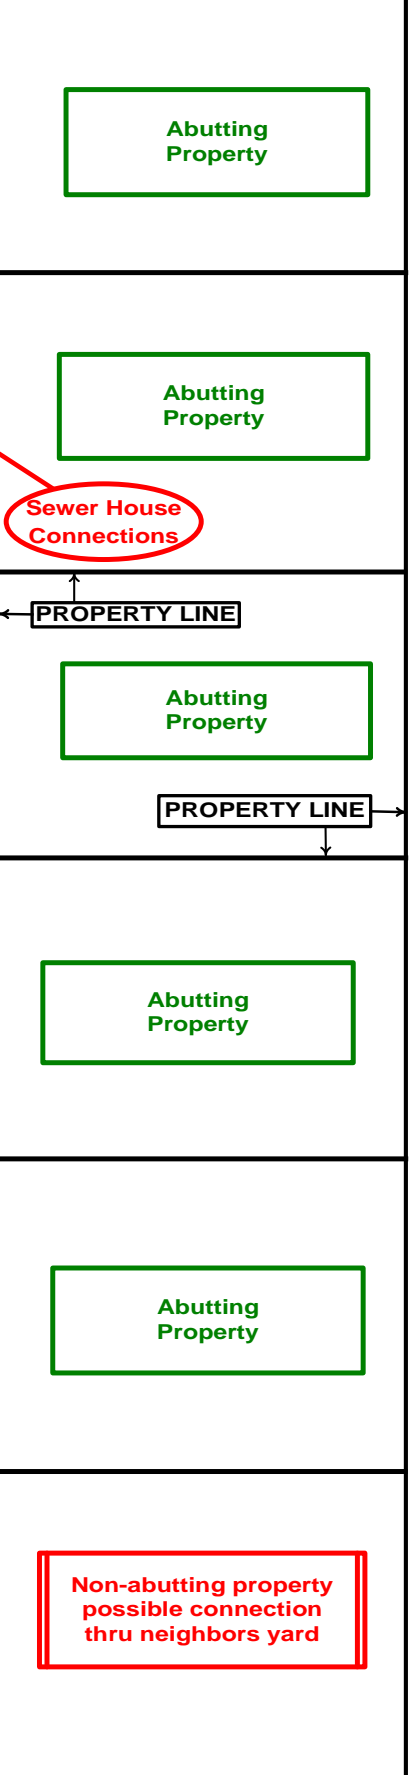 Abutting
Property
Abutting
Property
Sewer House
Connections
PROPERTY LINE
Abutting
Property
PROPERTY LINE
Abutting
Property
Abutting
Property
Non-abutting property
possible connection
thru neighbors yard